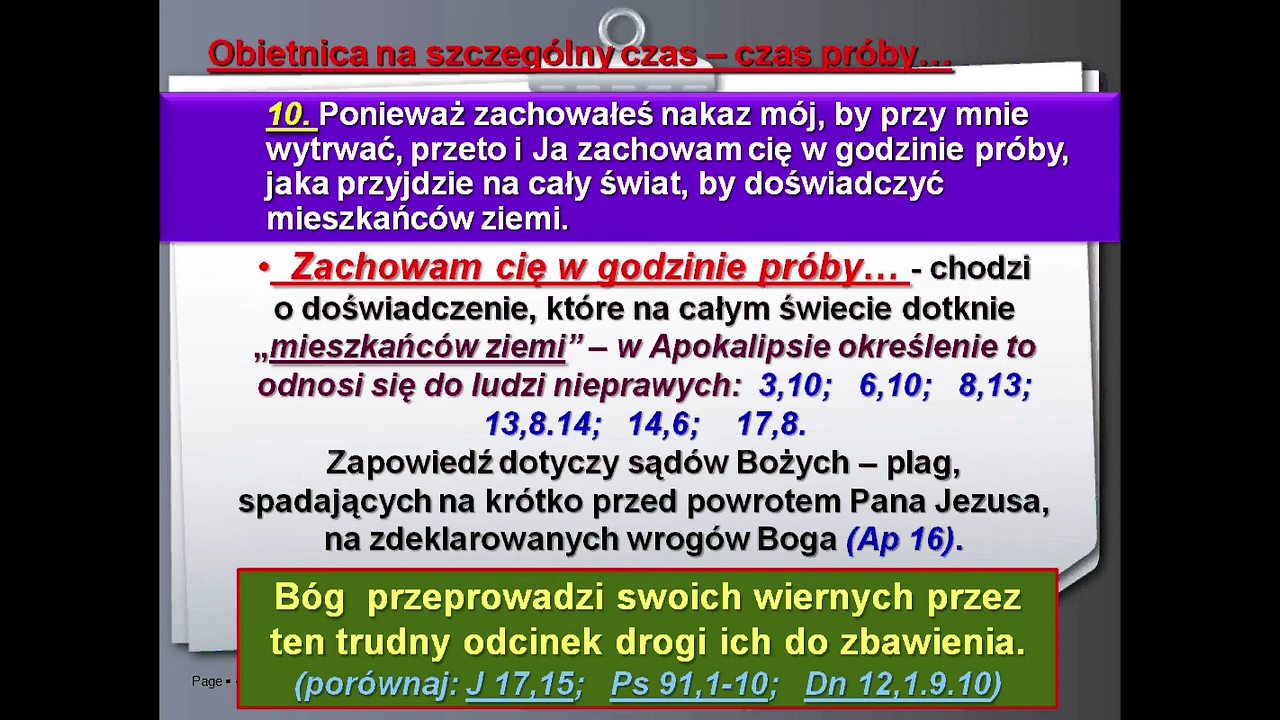 Obietnica na szczególny czas – czas próby…
10. Ponieważ zachowałeś nakaz mój, by przy mnie
wytrwać, przeto i Ja zachowam cię w godzinie próby,
jaka przyjdzie na cały świat, by doświadczyć
mieszkańców ziemi.
• Zachowam cię w godzinie próby… - chodzi
o doświadczenie, które na całym świecie dotknie
„mieszkańców ziemi” – w Apokalipsie określenie to
odnosi się do ludzi nieprawych: 3,10; 6,10; 8,13;
13,8.14; 14,6; 17,8.
Zapowiedź dotyczy sądów Bożych – plag,
spadających na krótko przed powrotem Pana Jezusa,
na zdeklarowanych wrogów Boga (Ap 16).
Bóg przeprowadzi swoich wiernych przez
ten trudny odcinek drogi ich do zbawienia.
(porównaj: J 17,15; Ps 91,1-10; Dn 12,1.9.10)
Page ▪